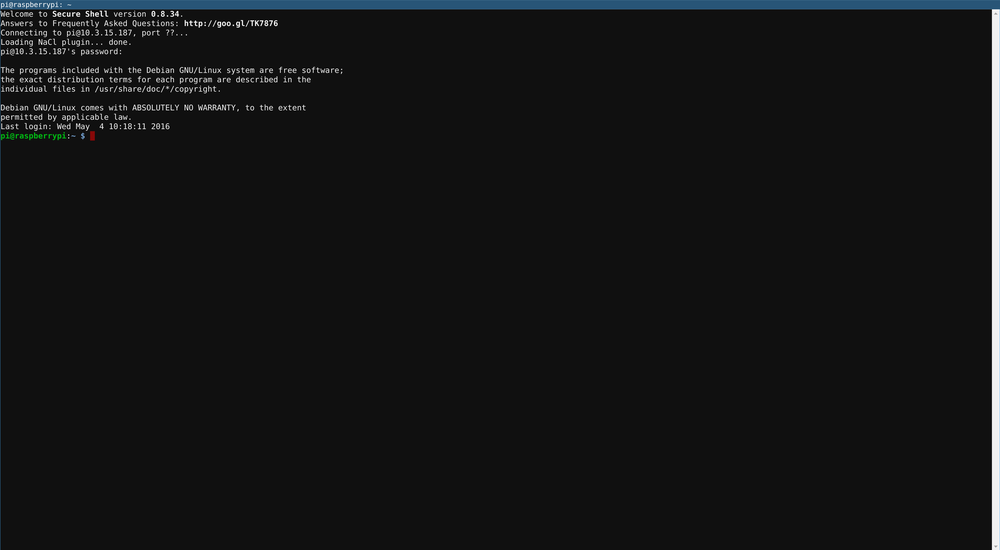 pi@raspberrypi: ~
Welcome to Secure Shell version 0.8.34.
Answers to Frequently Asked Questions: http://goo.gl/TK7876
Connecting to pi@10.3.15.187, port ??...
Loading NaCl plugin... done.
pi@10.3.15.187's password:
The programs included with the Debian GNU/Linux system are free software;
the exact distribution terms for each program are described in the
individual files in /usr/share/doc/*/copyright.
Debian GNU/Linux comes with ABSOLUTELY NO WARRANTY, to the extent
permitted by applicable law.
Last login: Wed May  4 10:18:11 2016
pi@raspberrypi:~ $